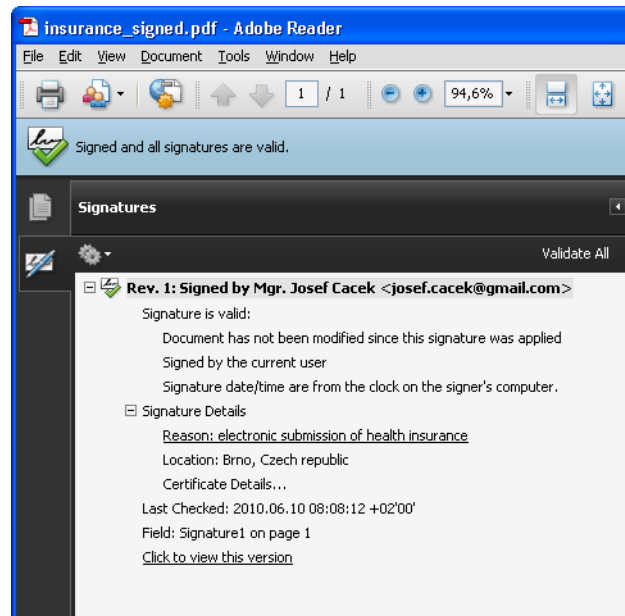 insurance_signed.pdf - Adobe Reader
File Edit View Document Tools Window Help
1 / 1 94,6%
Signed and all signatures are valid.
Signatures
Validate All
Rev. 1: Signed by Mgr. Josef Cacek <josef.cacek@gmail.com>
Signature is valid:
Document has not been modified since this signature was applied
Signed by the current user
Signature date/time are from the clock on the signer's computer.
Signature Details
Reason: electronic submission of health insurance
Location: Brno, Czech republic
Certificate Details...
Last Checked: 2010.06.10 08:08:12 +02'00'
Field: Signature1 on page 1
Click to view this version